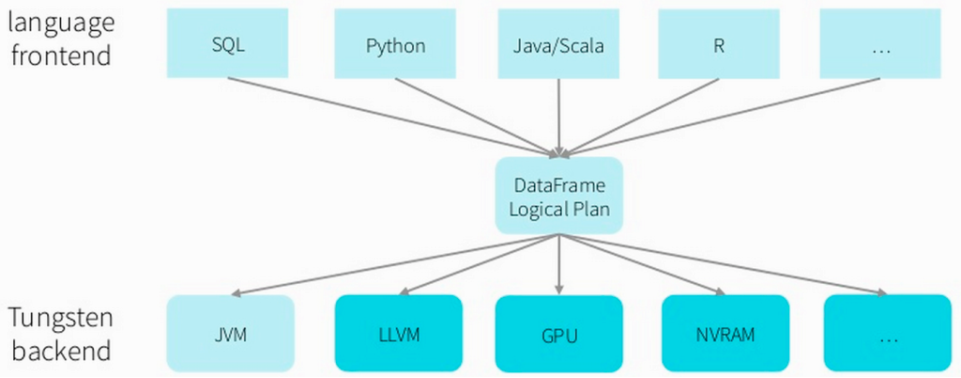 language
frontend
SQL
Python
Java/Scala
R
...
DataFrame
Logical Plan
Tungsten
backend
JVM
LLVM
GPU
NVRAM
...